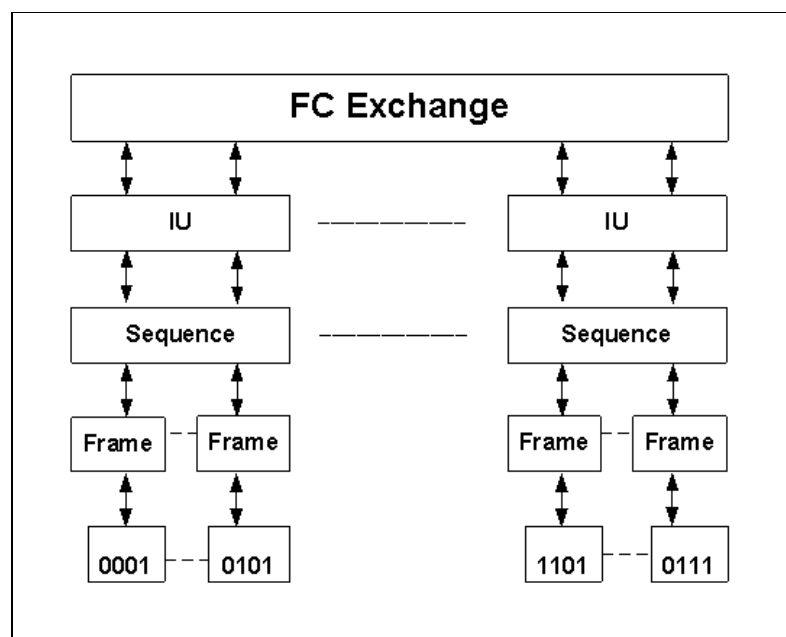 FC Exchange
IU
IU
Sequence
Sequence
Frame
Frame
Frame
Frame
0001
0101
1101
0111